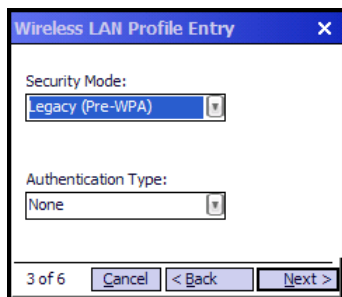 Wireless LAN Profile Entry X
Security Mode:
Legacy (Pre-WPA)
Authentication Type:
None
3 of 6 Cancel < Back Next >